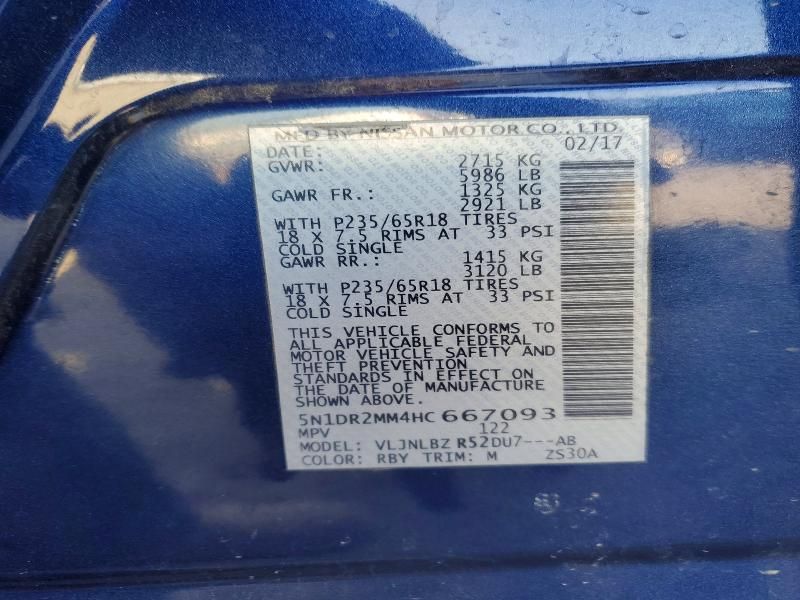 MFD BY NISSAN MOTOR CO., LTD.
DATE: 02/17
GVWR: 2715 KG
5986 LB
GAWR FR.: 1325 KG
2921 LB
WITH P235/65R18 TIRES
18 X 7.5 RIMS AT 33 PSI
COLD SINGLE
GAWR RR.: 1415 KG
3120 LB
WITH P235/65R18 TIRES
18 X 7.5 RIMS AT 33 PSI
COLD SINGLE
THIS VEHICLE CONFORMS TO
ALL APPLICABLE FEDERAL
MOTOR VEHICLE SAFETY AND
THEFT PREVENTION
STANDARDS IN EFFECT ON
THE DATE OF MANUFACTURE
SHOWN ABOVE.
5N1DR2MM4HC667093
MPV 122
MODEL: VLJNLBZ R52DU7---AB
COLOR: RBY TRIM: M ZS30A